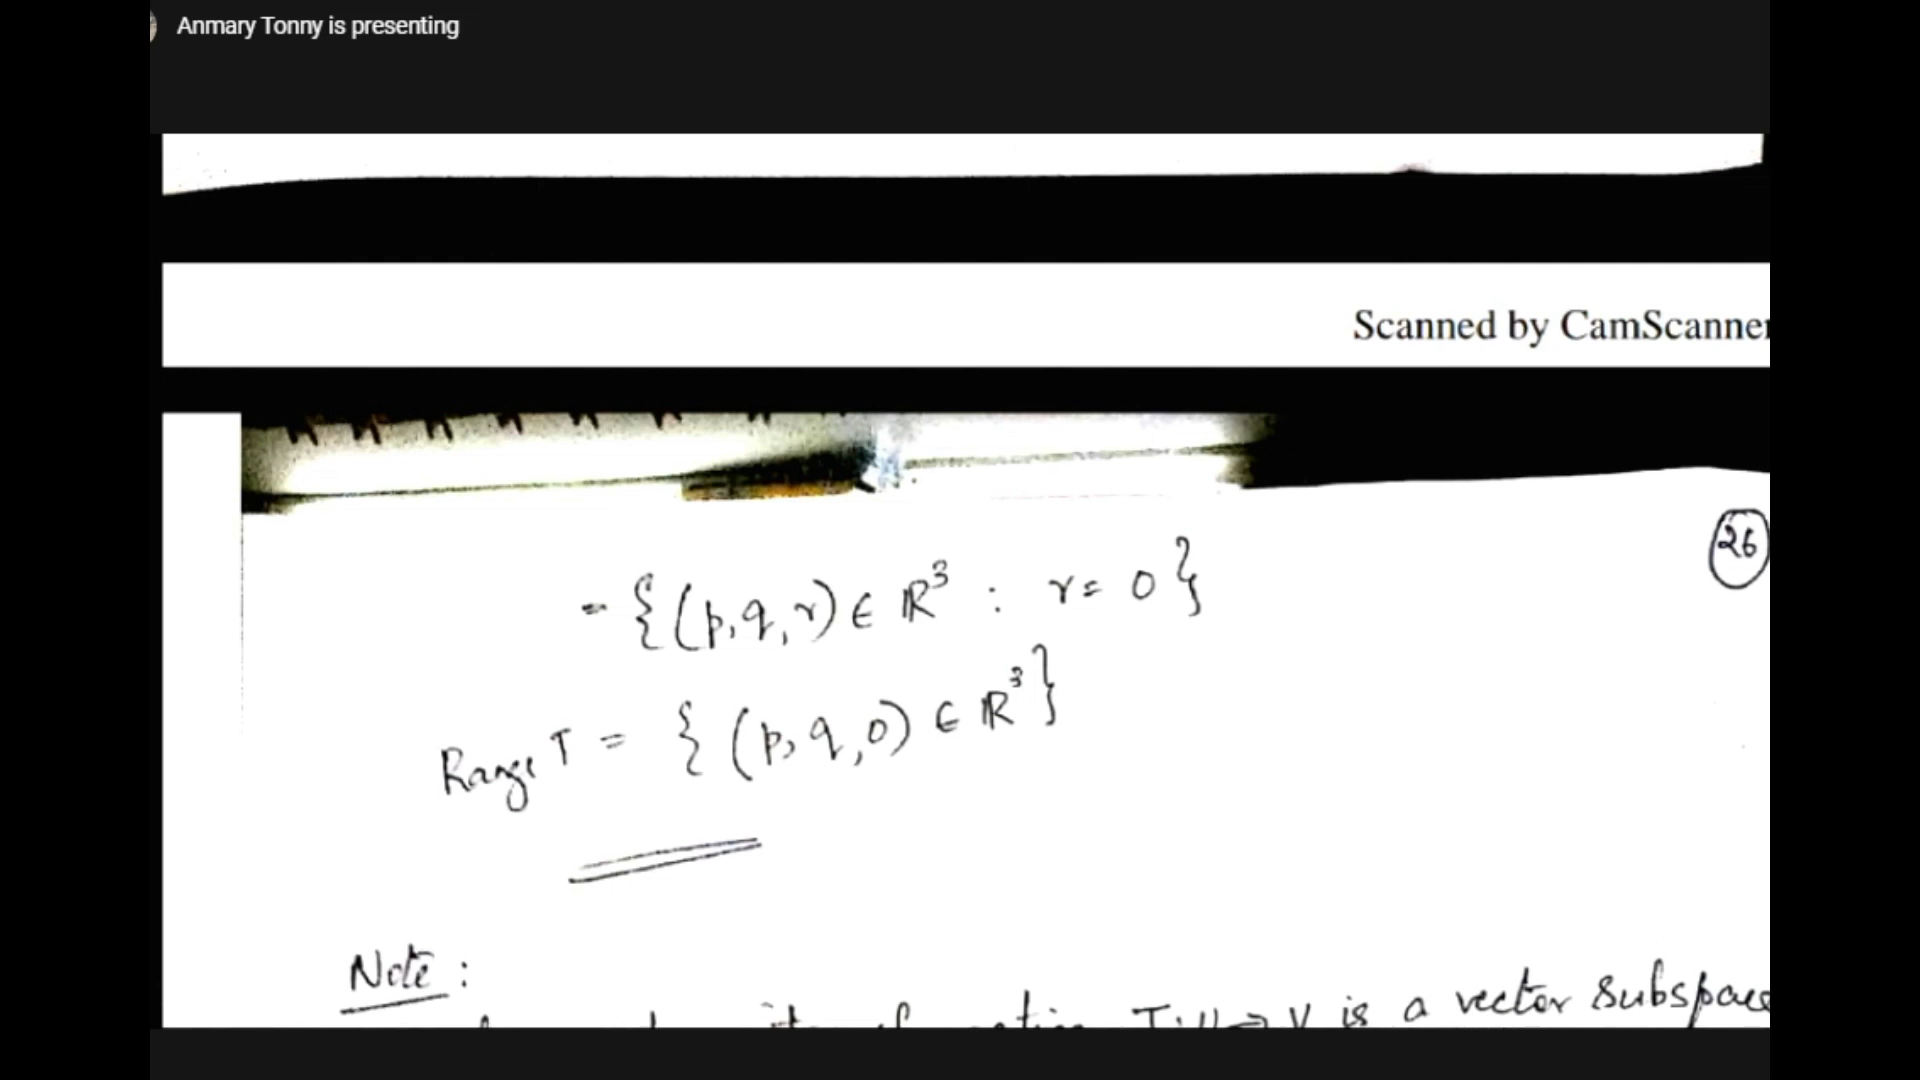 Anmary Tonny is presenting
Scanned by CamScanner
26
= {(p,q,r) ∈ ℝ³ : r = 0}
Range T = {(p,q,0) ∈ ℝ³}
Note :
T:U→V is a vector subspace